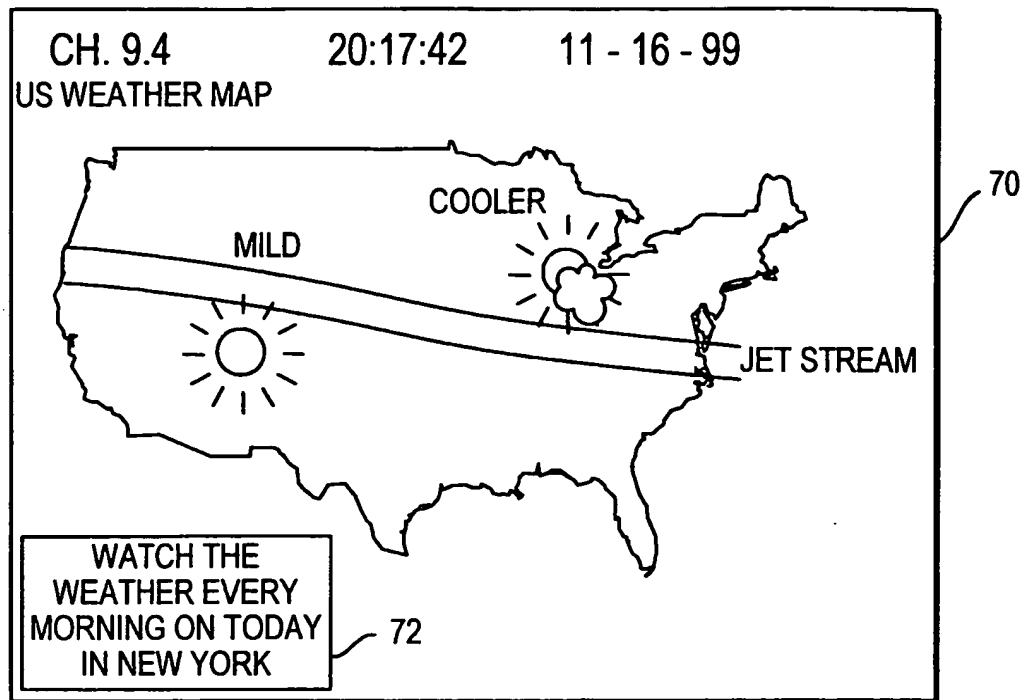 CH. 9.4 20:17:42 11 - 16 - 99
US WEATHER MAP
COOLER
MILD
JET STREAM
70
WATCH THE
WEATHER EVERY
MORNING ON TODAY
IN NEW YORK
72